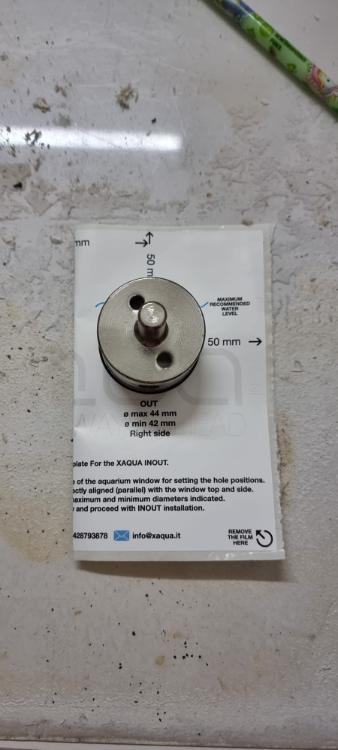 mm
50 m
MAXIMUM
RECOMMENDED
WATER
LEVEL
50 mm
OUT
ø max 44 mm
ø min 42 mm
Right side
plate For the XAQUA INOUT.
of the aquarium window for setting the hole positions.
ctly aligned (parallel) with the window top and side.
aximum and minimum diameters indicated.
and proceed with INOUT installation.
428793878 info@xaqua.it
REMOVE
THE FILM
HERE